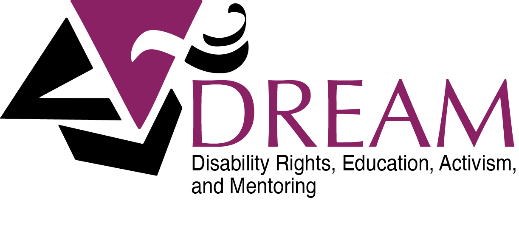 DREAM
Disability Rights, Education, Activism,
and Mentoring